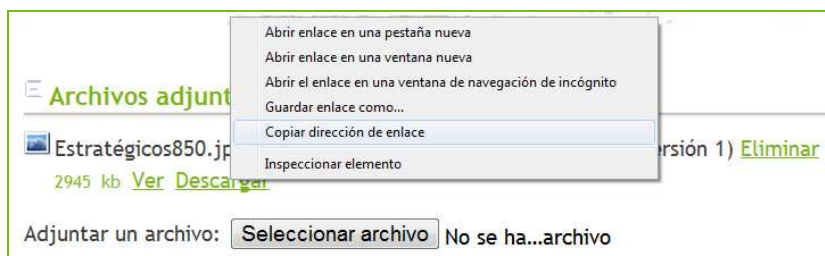 Abrir enlace en una pestaña nueva
Abrir enlace en una ventana nueva
Abrir el enlace en una ventana de navegación de incógnito
Guardar enlace como...
Copiar dirección de enlace
Inspeccionar elemento
Archivos adjunt
Estratégicos850.jp rsión 1) Eliminar
2945 kb Ver Descargar
Adjuntar un archivo: Seleccionar archivo No se ha...archivo